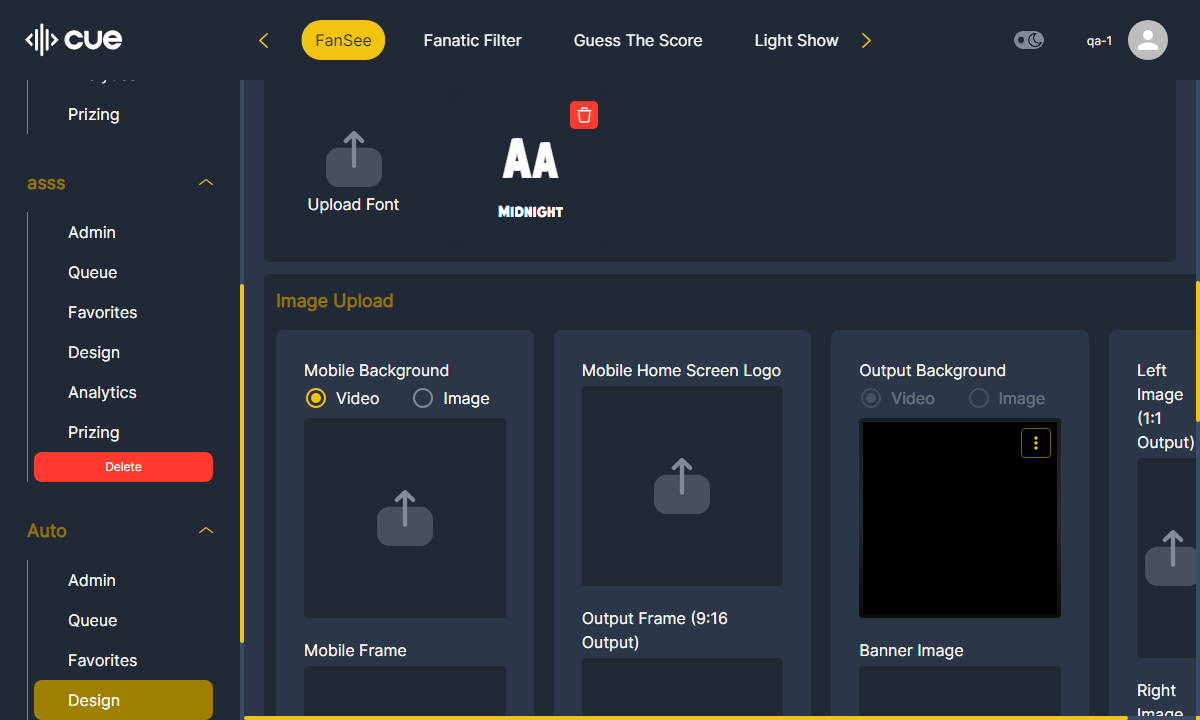 cue
FanSee
Fanatic Filter
Guess The Score
Light Show
qa-1
Prizing
asss
Admin
Queue
Favorites
Design
Analytics
Prizing
Delete
Auto
Admin
Queue
Favorites
Design
Upload Font
AA
MIDNIGHT
Image Upload
Mobile Background
Video
Image
Mobile Frame
Mobile Home Screen Logo
Output Frame (9:16
Output)
Output Background
Video
Image
Banner Image
Left
Image
(1:1
Output)
Right
Image